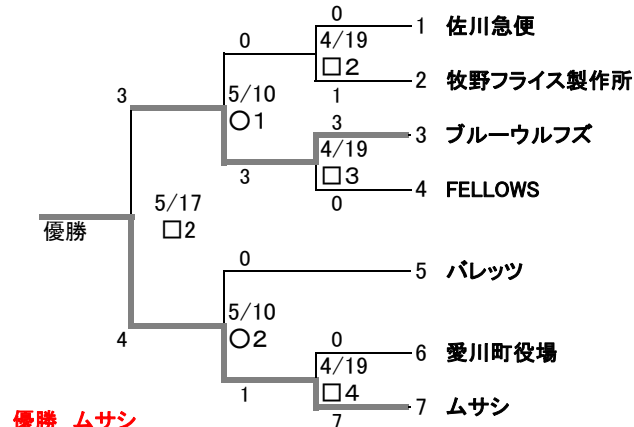 0
4/19
1 佐川急便
□2
0
2 牧野フライス製作所
1
3
5/10
○1
3
3 ブルーウルフズ
4/19
□3
3
0
4 FELLOWS
5/17
□2
優勝
0
5 バレッツ
5/10
○2
4
0
6 愛川町役場
4/19
□4
1
7
7 ムサシ
優勝 ムサシ